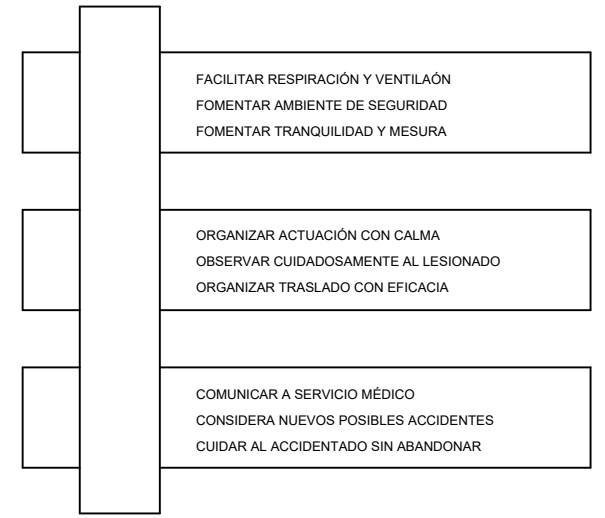 FACILITAR RESPIRACIÓN Y VENTILAÓN
FOMENTAR AMBIENTE DE SEGURIDAD
FOMENTAR TRANQUILIDAD Y MESURA
ORGANIZAR ACTUACIÓN CON CALMA
OBSERVAR CUIDADOSAMENTE AL LESIONADO
ORGANIZAR TRASLADO CON EFICACIA
COMUNICAR A SERVICIO MÉDICO
CONSIDERA NUEVOS POSIBLES ACCIDENTES
CUIDAR AL ACCIDENTADO SIN ABANDONAR